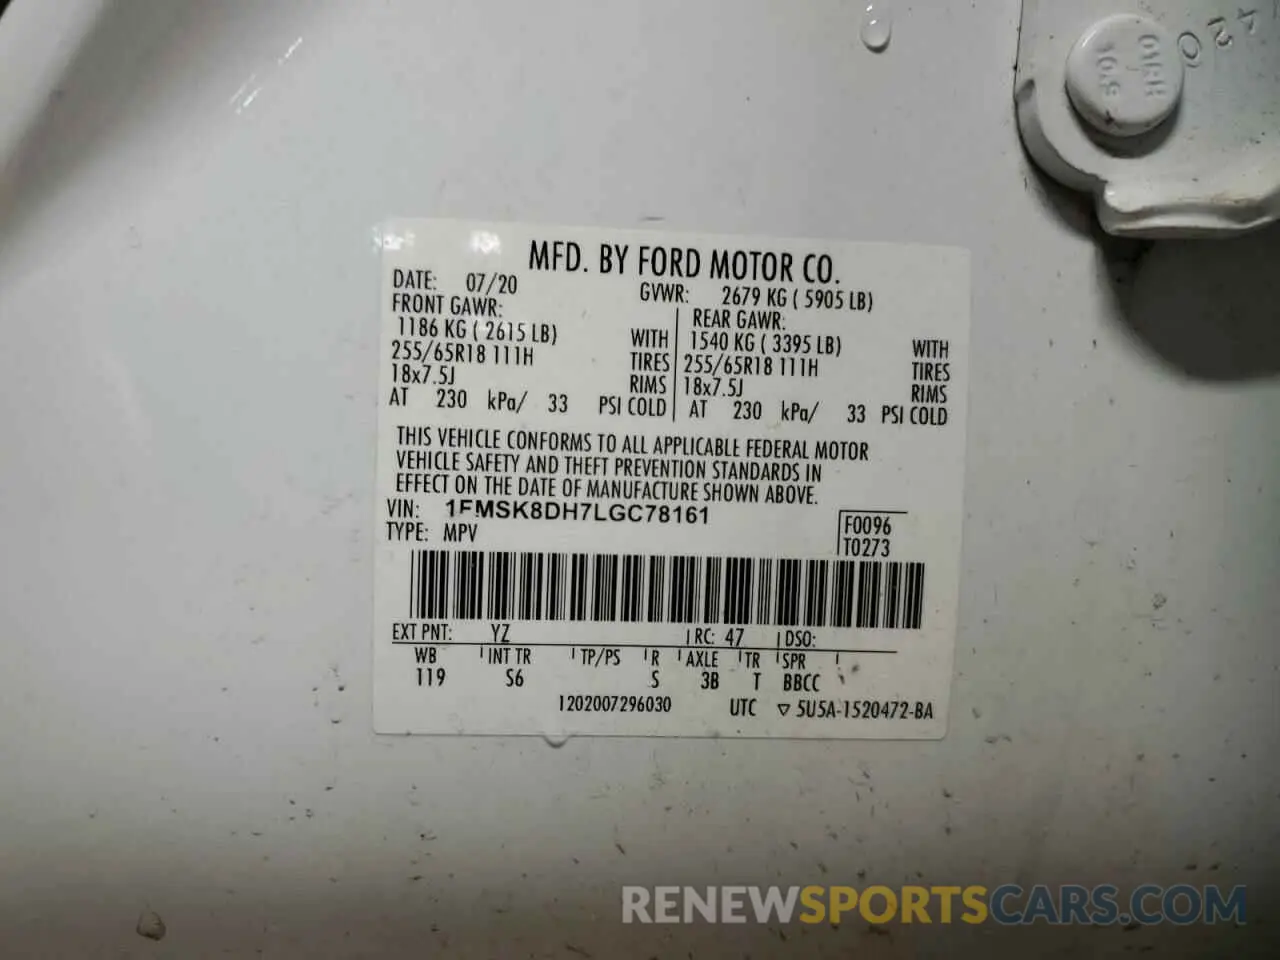 MFD. BY FORD MOTOR CO.
DATE: 07/20 GVWR: 2679 KG ( 5905 LB)
FRONT GAWR: REAR GAWR:
1186 KG ( 2615 LB) WITH 1540 KG ( 3395 LB) WITH
255/65R18 111H TIRES 255/65R18 111H TIRES
18x7.5J RIMS 18x7.5J RIMS
AT 230 kPa/ 33 PSI COLD AT 230 kPa/ 33 PSI COLD
THIS VEHICLE CONFORMS TO ALL APPLICABLE FEDERAL MOTOR
VEHICLE SAFETY AND THEFT PREVENTION STANDARDS IN
EFFECT ON THE DATE OF MANUFACTURE SHOWN ABOVE.
VIN: 1FMSK8DH7LGC78161
F0096
TYPE: MPV
T0273
EXT PNT: YZ RC: 47 DSO:
WB INT TR TP/PS R AXLE TR SPR
119 S6 S 3B T BBCC
1202007296030 UTC ▽ 5U5A-1520472-BA
RENEWSPORTSCARS.COM